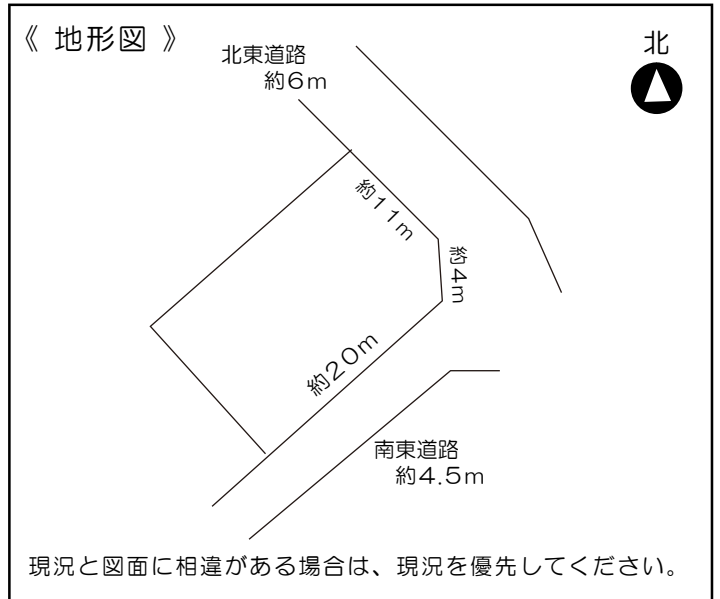 《 地形図 》
北東道路
約6m
北
約11m
約4m
約20m
南東道路
約4.5m
現況と図面に相違がある場合は、現況を優先してください。